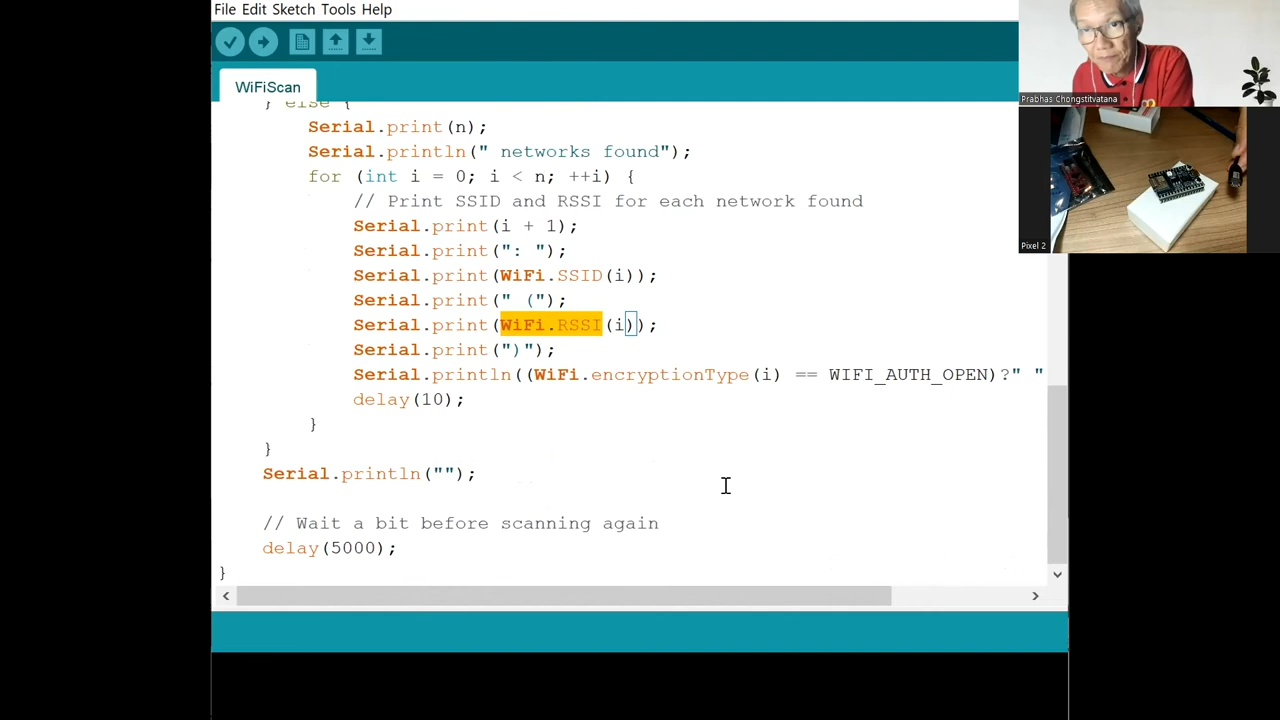 File Edit Sketch Tools Help
WiFiScan
} else {
Serial.print(n);
Serial.println(" networks found");
for (int i = 0; i < n; ++i) {
// Print SSID and RSSI for each network found
Serial.print(i + 1);
Serial.print(": ");
Serial.print(WiFi.SSID(i));
Serial.print(" (");
Serial.print(WiFi.RSSI(i));
Serial.print(")");
Serial.println((WiFi.encryptionType(i) == WIFI_AUTH_OPEN)?" "
delay(10);
}
}
Serial.println("");
// Wait a bit before scanning again
delay(5000);
}
Prabhas Chongstitvatana
Pixel 2